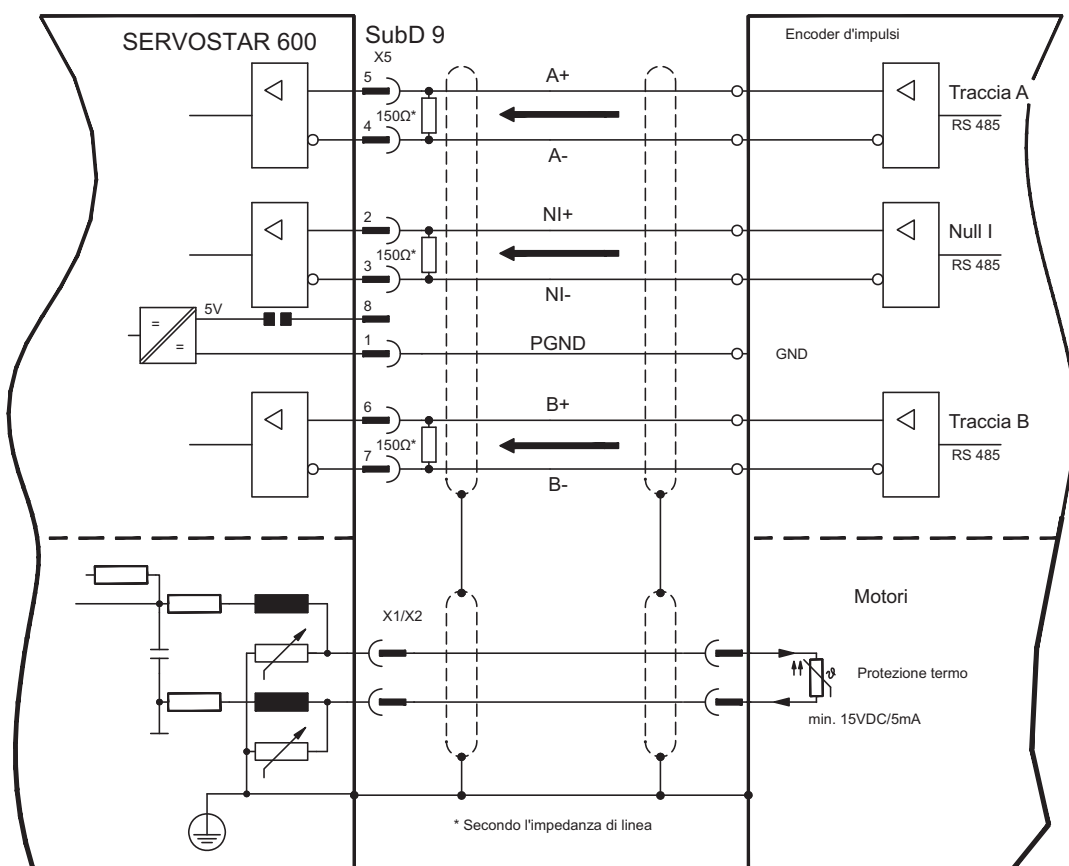 SERVOSTAR 600
SubD 9
X5
Encoder d'impulsi
5
A+
Traccia A
150Ω*
RS 485
4
A-
2
NI+
Null I
150Ω*
RS 485
3
NI-
5V
8
=
=
1
PGND
GND
6
B+
Traccia B
150Ω*
RS 485
7
B-
Motori
X1/X2
ϑ
Protezione termo
min. 15VDC/5mA
* Secondo l'impedanza di linea